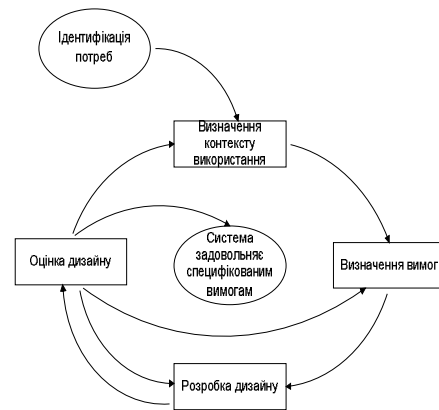 Ідентифікація
потреб
Визначення
контексту
використання
Система
задовольняє
специфікованим
вимогам
Оцінка дизайну
Визначення вимог
Розробка дизайну